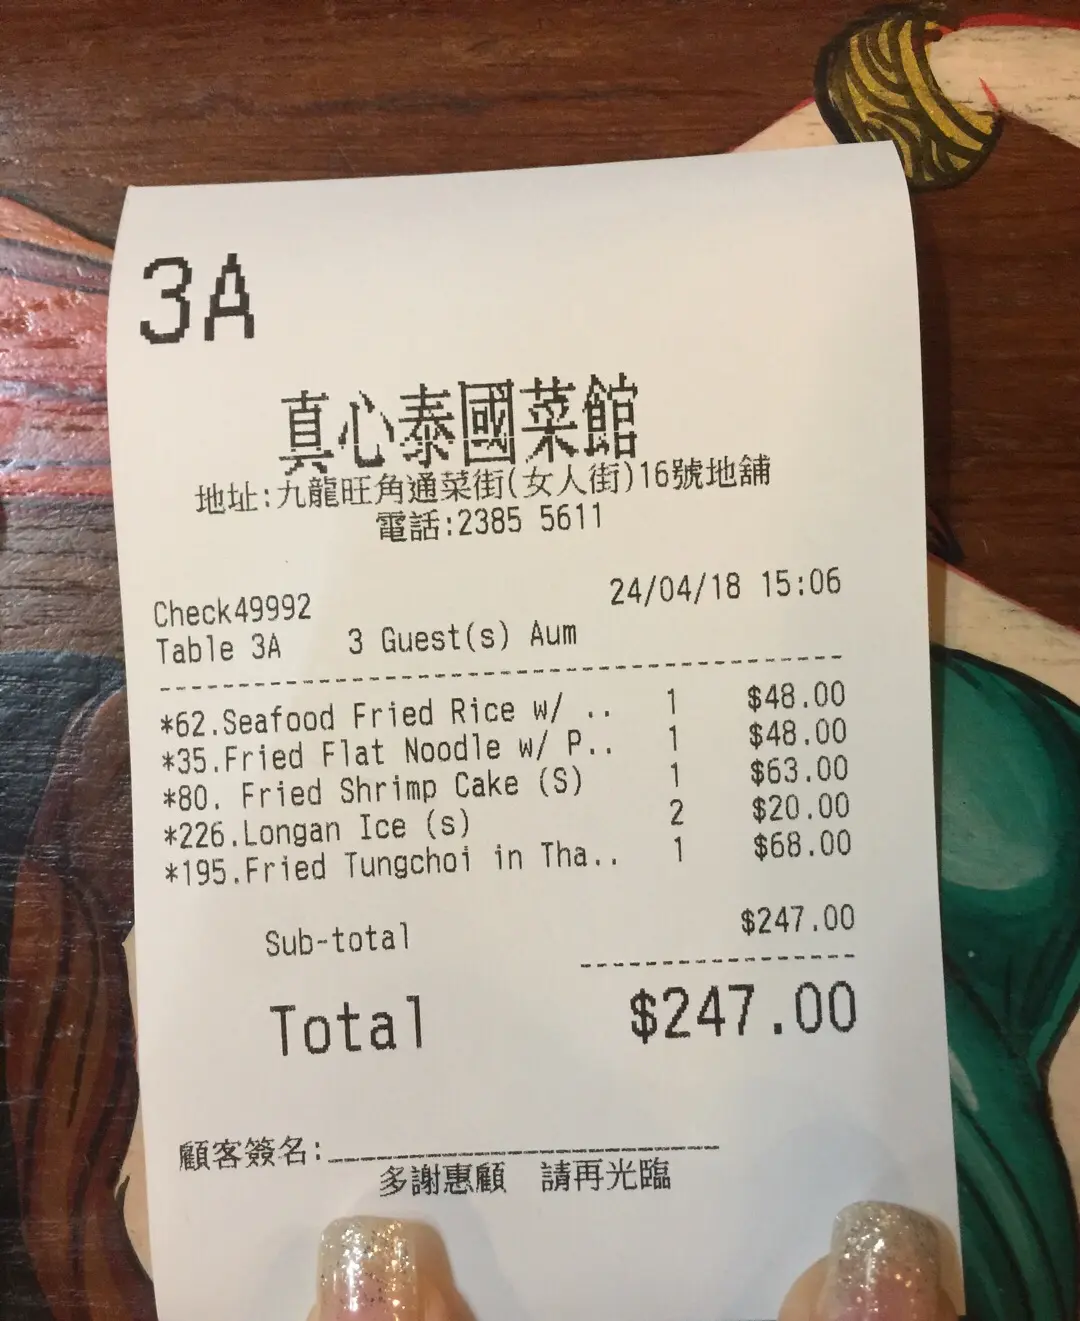 3A
真心泰國菜館
地址:九龍旺角通菜街(女人街)16號地舖
電話:2385 5611
Check49992 24/04/18 15:06
Table 3A 3 Guest(s) Aum
*62.Seafood Fried Rice w/ .. 1 $48.00
*35.Fried Flat Noodle w/ P.. 1 $48.00
*80. Fried Shrimp Cake (S) 1 $63.00
*226.Longan Ice (s) 2 $20.00
*195.Fried Tungchoi in Tha.. 1 $68.00
Sub-total $247.00
Total $247.00
顧客簽名:
多謝惠顧 請再光臨